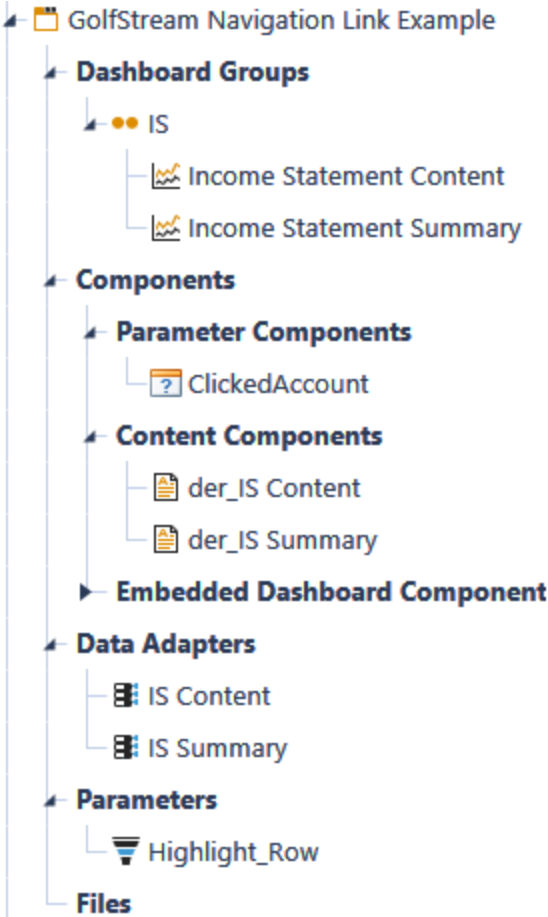 GolfStream Navigation Link Example
Dashboard Groups
IS
Income Statement Content
Income Statement Summary
Components
Parameter Components
ClickedAccount
Content Components
der_IS Content
der_IS Summary
Embedded Dashboard Component
Data Adapters
IS Content
IS Summary
Parameters
Highlight_Row
Files